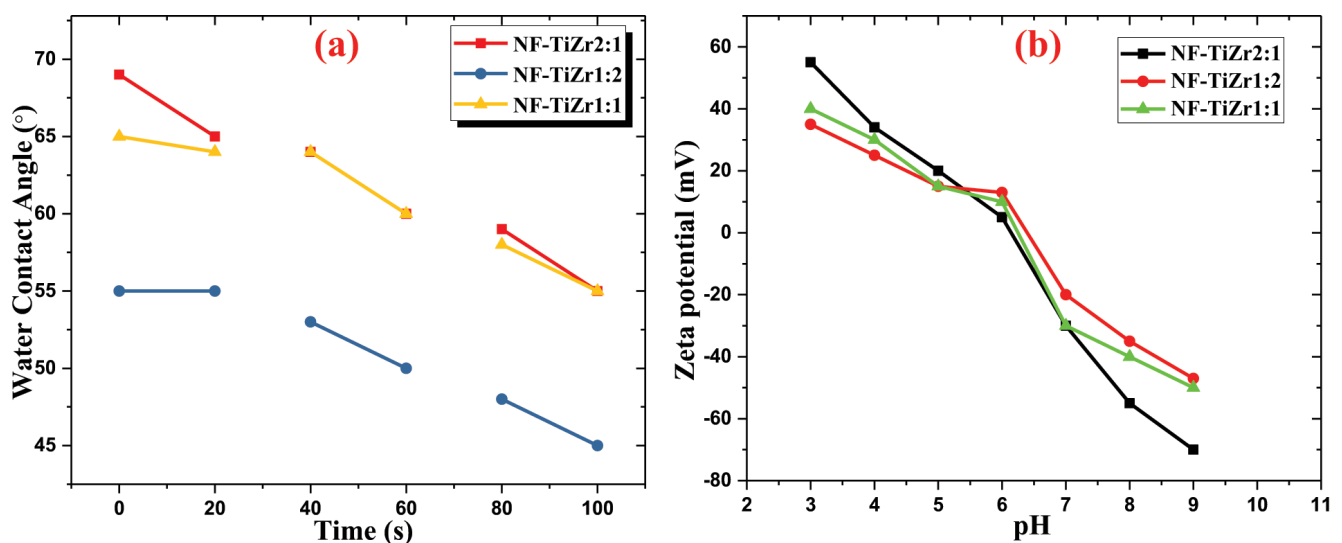 (a)
NF-TiZr2:1
NF-TiZr1:2
NF-TiZr1:1
Water Contact Angle (°)
70
65
60
55
50
45
0 20 40 60 80 100
Time (s)
(b)
NF-TiZr2:1
NF-TiZr1:2
NF-TiZr1:1
Zeta potential (mV)
60
40
20
0
-20
-40
-60
-80
2 3 4 5 6 7 8 9 10 11
pH